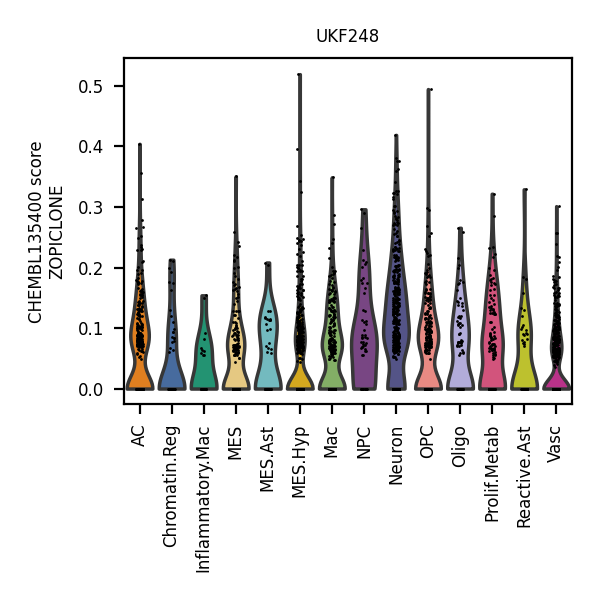 UKF248
CHEMBL135400 score
ZOPICLONE
0.5
0.4
0.3
0.2
0.1
0.0
AC
Chromatin.Reg
Inflammatory.Mac
MES
MES.Ast
MES.Hyp
Mac
NPC
Neuron
OPC
Oligo
Prolif.Metab
Reactive.Ast
Vasc